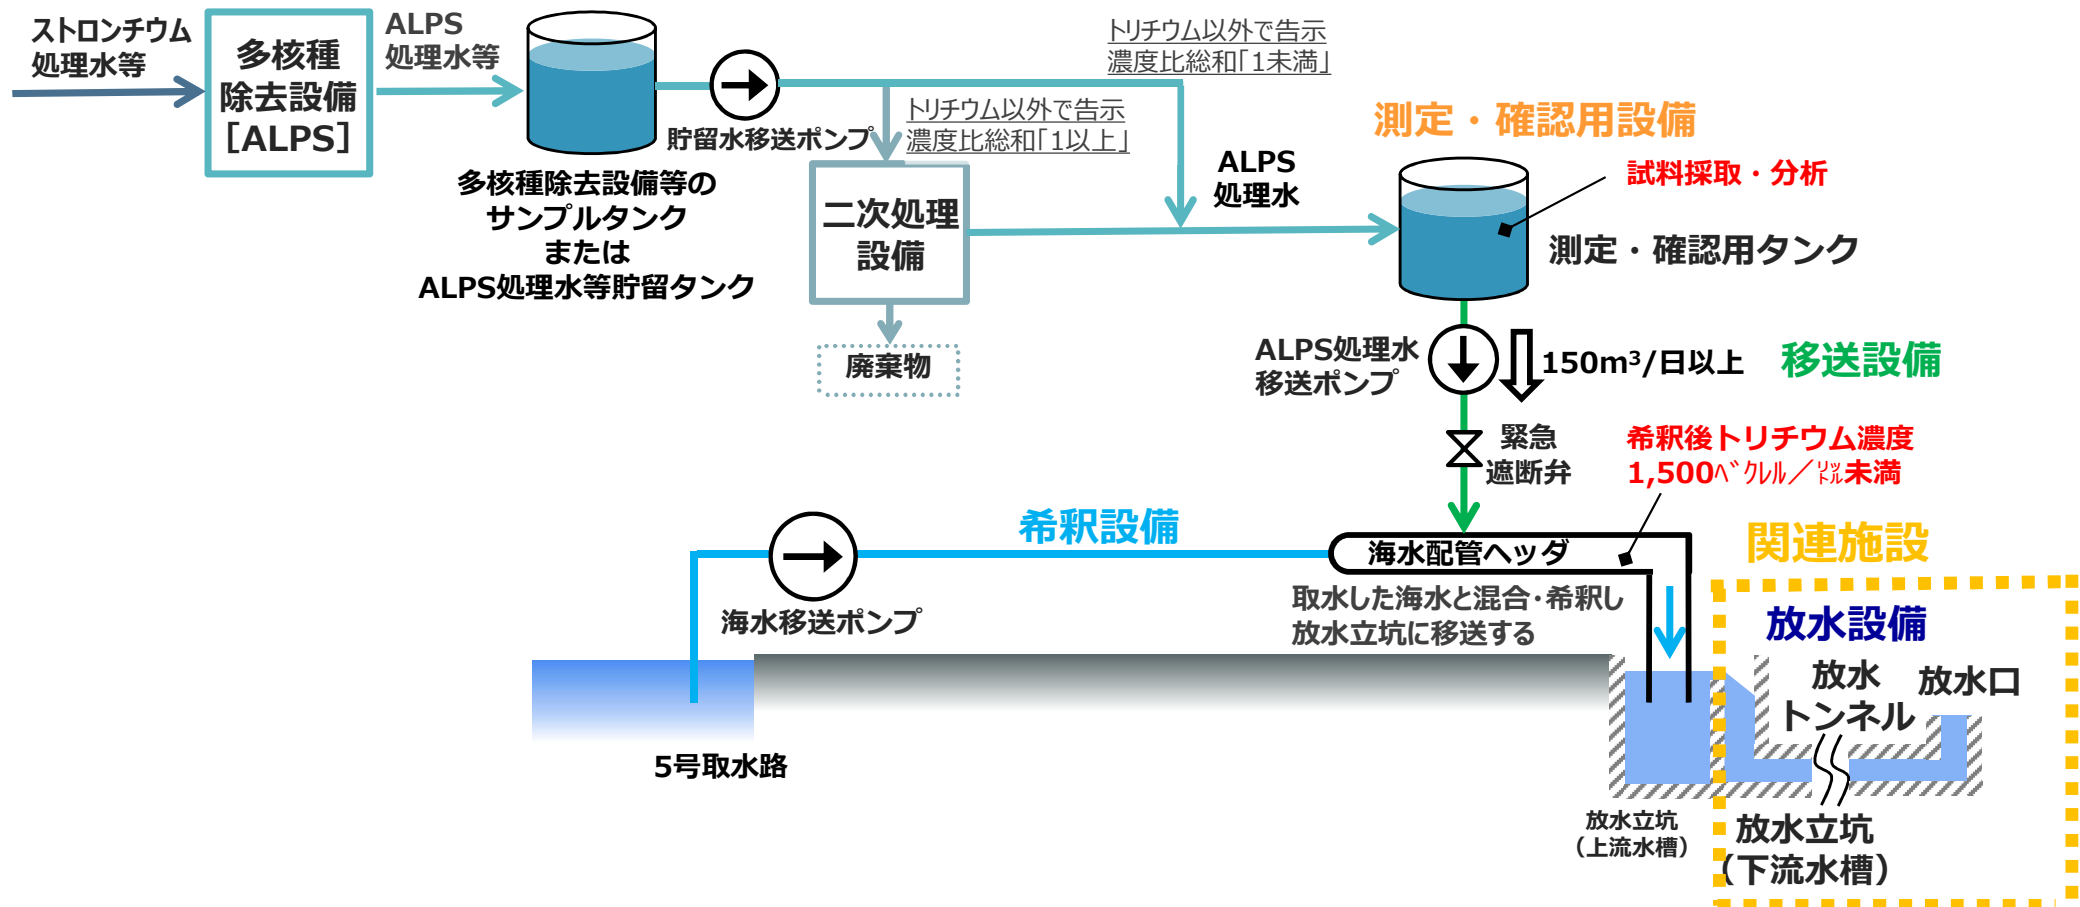 ストロンチウム
処理水等
多核種
除去設備
［ALPS］
ALPS
処理水等
貯留水移送ポンプ
多核種除去設備等の
サンプルタンク
または
ALPS処理水等貯留タンク
トリチウム以外で告示
濃度比総和「1未満」
トリチウム以外で告示
濃度比総和「1以上」
二次処理
設備
廃棄物
ALPS
処理水
測定・確認用設備
試料採取・分析
測定・確認用タンク
ALPS処理水
移送ポンプ
150m³/日以上
移送設備
緊急
遮断弁
希釈後トリチウム濃度
1,500ﾍﾞｸﾚﾙ／㍑未満
希釈設備
海水配管ヘッダ
関連施設
海水移送ポンプ
取水した海水と混合･希釈し
放水立坑に移送する
放水設備
放水
トンネル
放水口
5号取水路
放水立坑
（上流水槽）
放水立坑
（下流水槽）